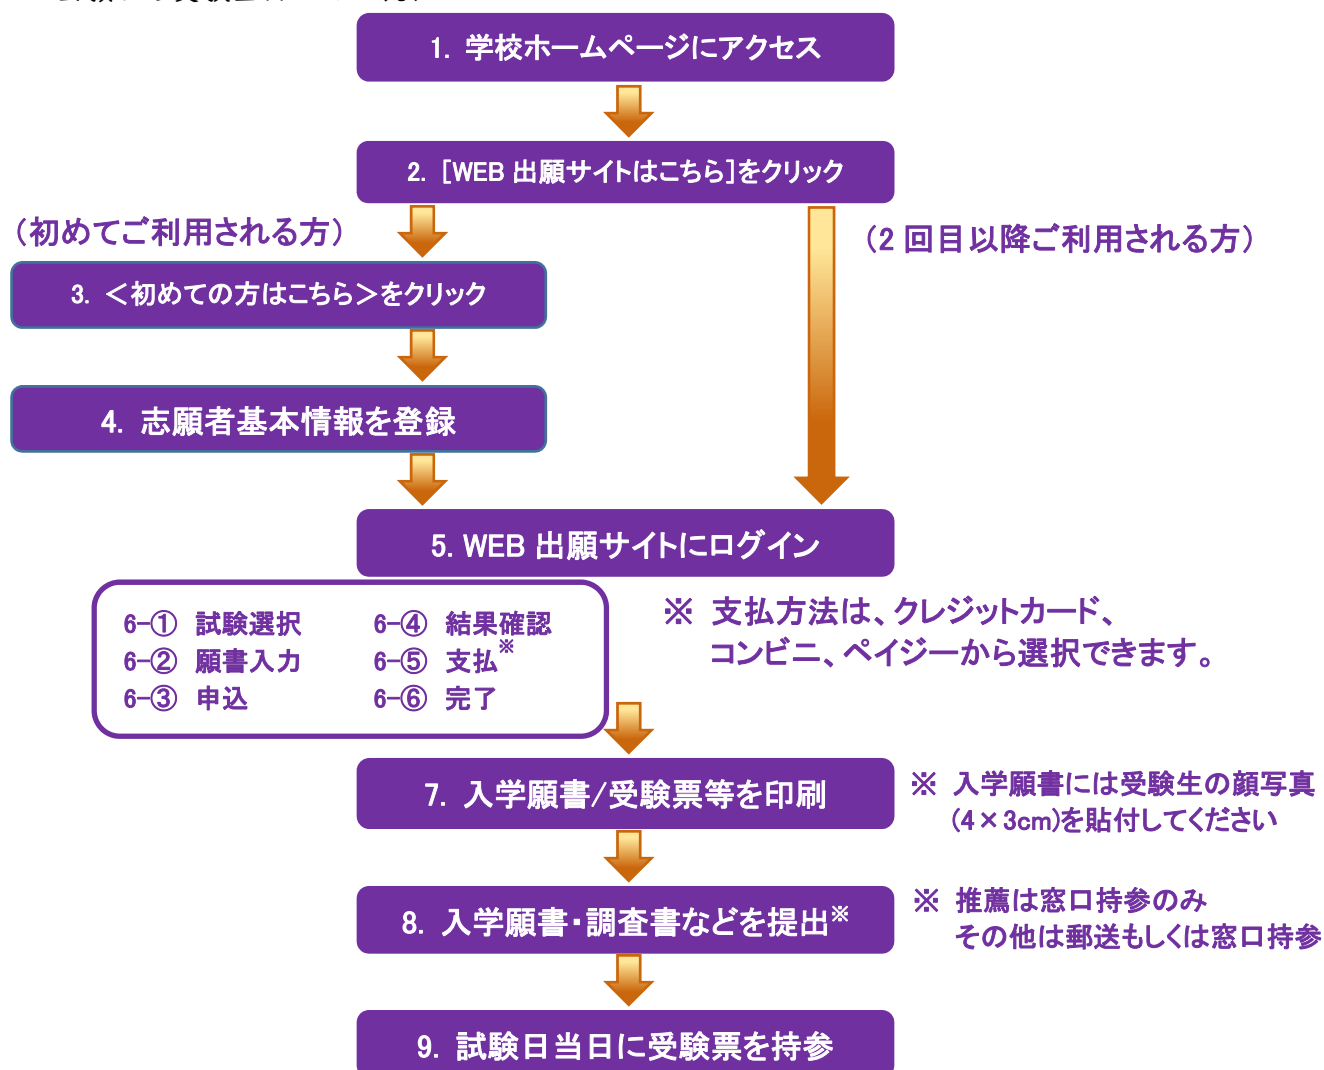 1. 学校ホームページにアクセス
2. [WEB 出願サイトはこちら]をクリック
（初めてご利用される方）
（2 回目以降ご利用される方）
3. ＜初めての方はこちら＞をクリック
4. 志願者基本情報を登録
5. WEB 出願サイトにログイン
6-① 試験選択
6-② 願書入力
6-③ 申込
6-④ 結果確認
6-⑤ 支払※
6-⑥ 完了
※ 支払方法は、クレジットカード、
コンビニ、ペイジーから選択できます。
7. 入学願書/受験票等を印刷
※ 入学願書には受験生の顔写真
(4×3cm)を貼付してください
8. 入学願書・調査書などを提出※
※ 推薦は窓口持参のみ
その他は郵送もしくは窓口持参
9. 試験日当日に受験票を持参